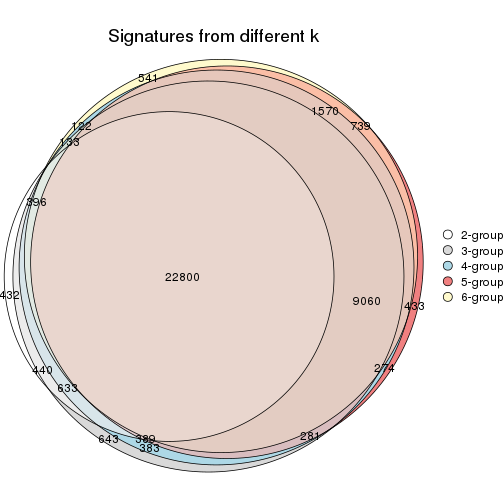 Signatures from different k
541
1570
122
739
133
396
22800
432
9060
433
274
440
633
281
643
389
383
2-group
3-group
4-group
5-group
6-group